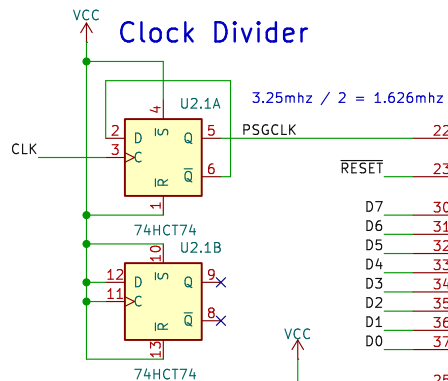 VCC
Clock Divider
4
U2.1A
3.25mhz / 2 = 1.626mhz
2 D S Q 5 PSGCLK 22
CLK 3 C
R Q 6 RESET 23
1
74HCT74
D7 30
U2.1B
D6 31
10
D5 32
12 D S Q 9 D4 33
11 C D3 34
D2 35
R Q 8 D1 36
13 VCC D0 37
74HCT74
25